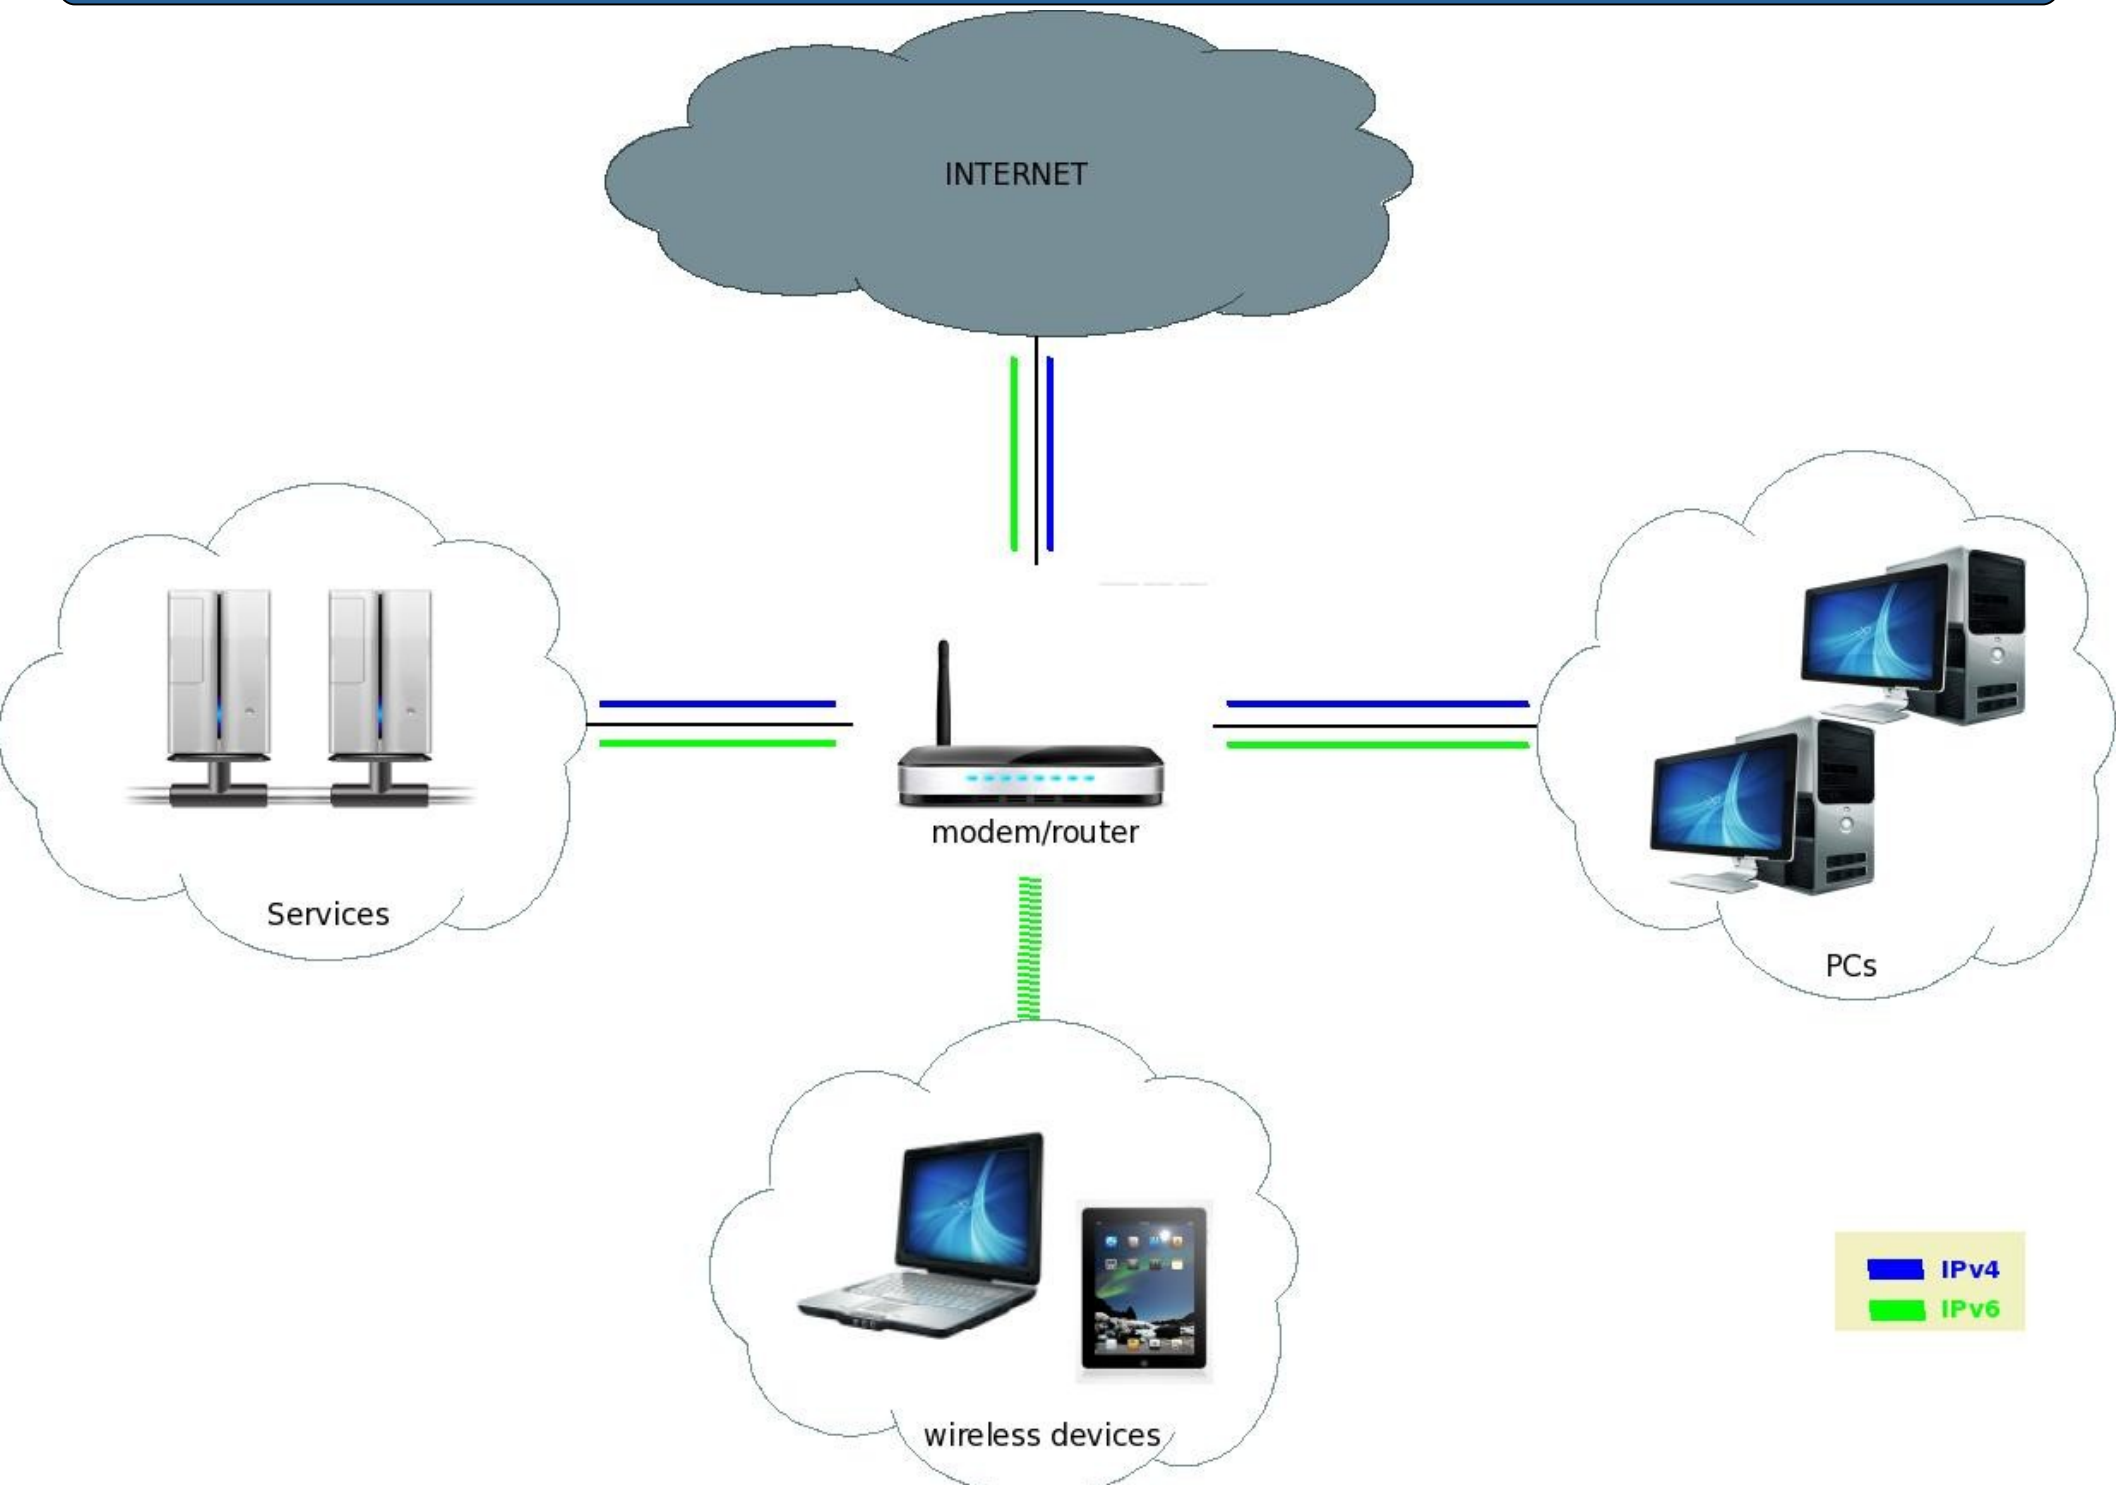 INTERNET
modem/router
Services
PCs
wireless devices
IPv4
IPv6